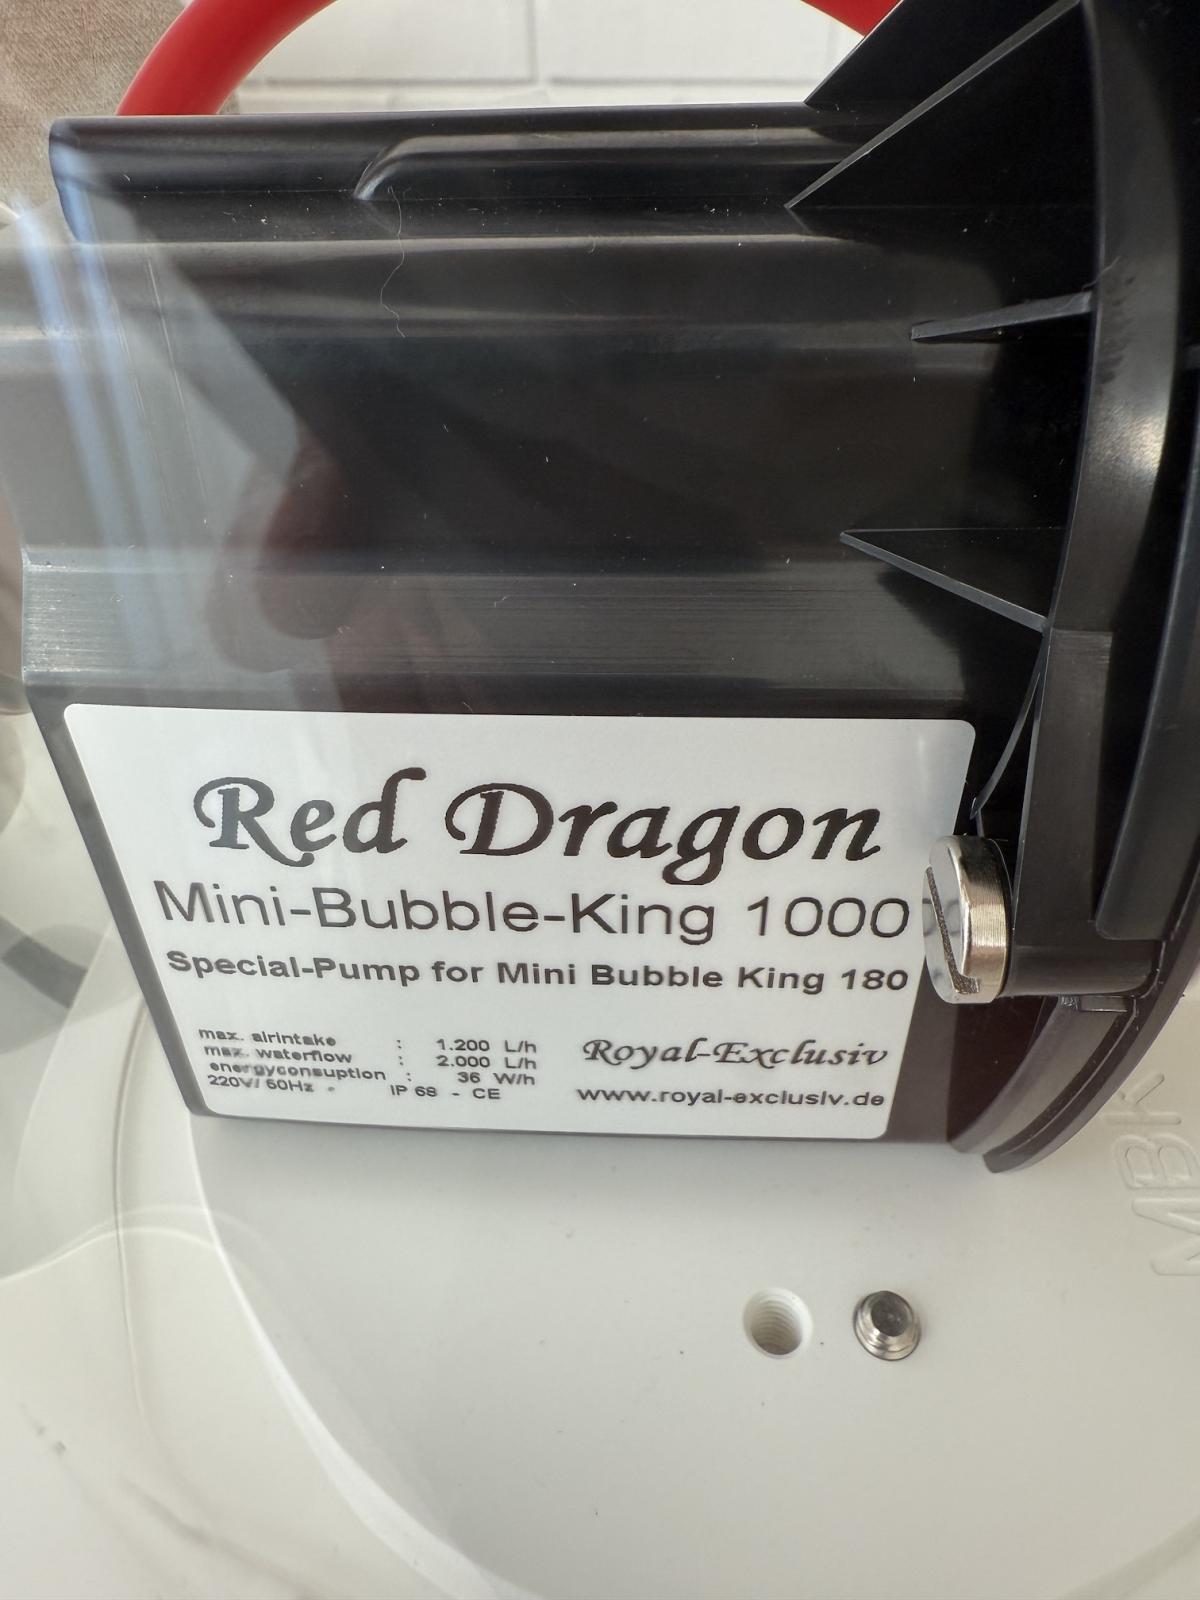 Red Dragon
Mini-Bubble-King 1000
Special-Pump for Mini Bubble King 180
max. airintake : 1.200 L/h
max. waterflow : 2.000 L/h
energyconsuption : 36 W/h
220V/ 50Hz - IP 68 - CE
Royal-Exclusiv
www.royal-exclusiv.de
MBK